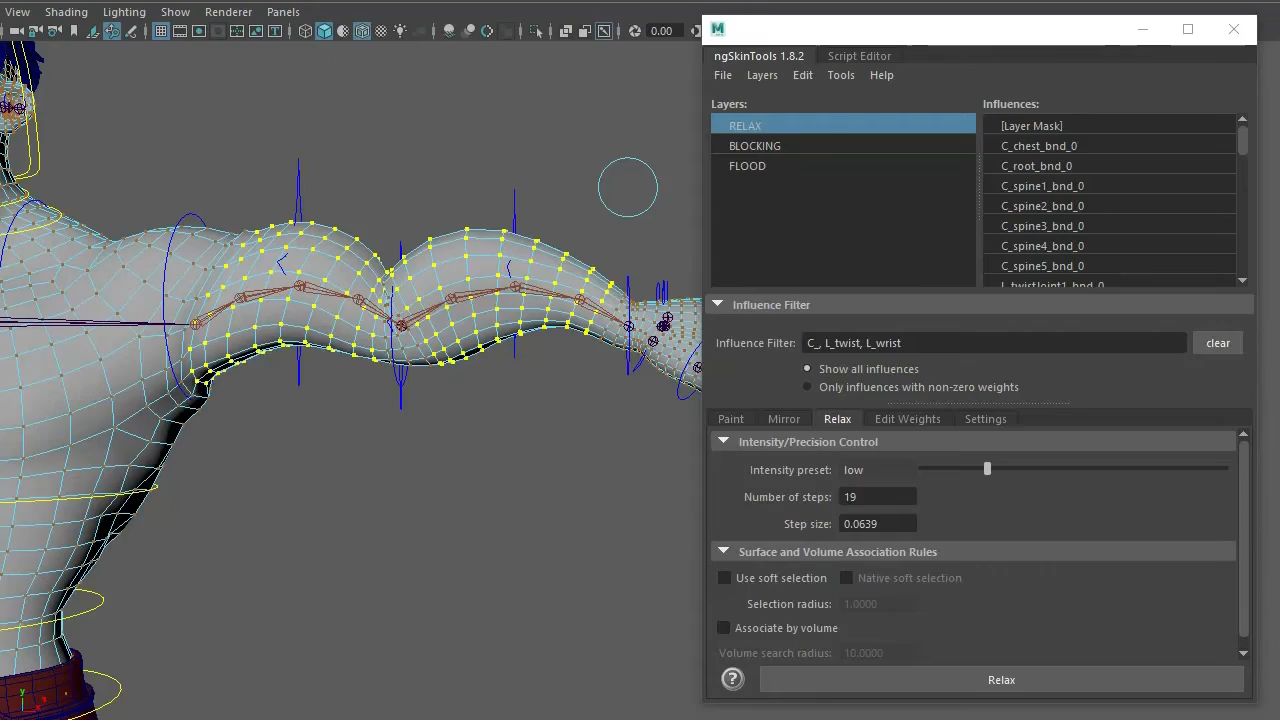 View Shading Lighting Show Renderer Panels
0.00
ngSkinTools 1.8.2 Script Editor
File Layers Edit Tools Help
Layers: Influences:
RELAX [Layer Mask]
BLOCKING C_chest_bnd_0
FLOOD C_root_bnd_0
C_spine1_bnd_0
C_spine2_bnd_0
C_spine3_bnd_0
C_spine4_bnd_0
C_spine5_bnd_0
L_twistJoint1_bnd_0
Influence Filter
Influence Filter: C_, L_twist, L_wrist clear
Show all influences
Only influences with non-zero weights
Paint Mirror Relax Edit Weights Settings
Intensity/Precision Control
Intensity preset: low
Number of steps: 19
Step size: 0.0639
Surface and Volume Association Rules
Use soft selection Native soft selection
Selection radius: 1.0000
Associate by volume
Volume search radius: 10.0000
? Relax
y